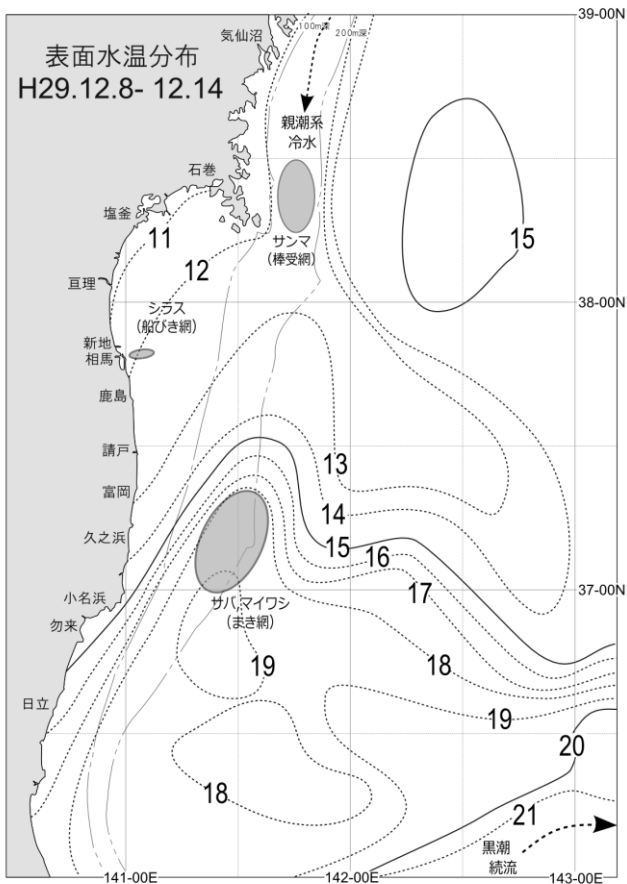 39-00N
100m深
200m深
気仙沼
表面水温分布
H29.12.8- 12.14
親潮系
冷水
石巻
塩釜
サンマ
(棒受網)
11
15
12
亘理
38-00N
シラス
(船びき網)
新地
相馬
鹿島
請戸
13
富岡
14
久之浜
15
16
小名浜
サバ,マイワシ
(まき網)
17
37-00N
勿来
19
18
日立
19
20
18
21
黒潮
続流
141-00E
142-00E
143-00E